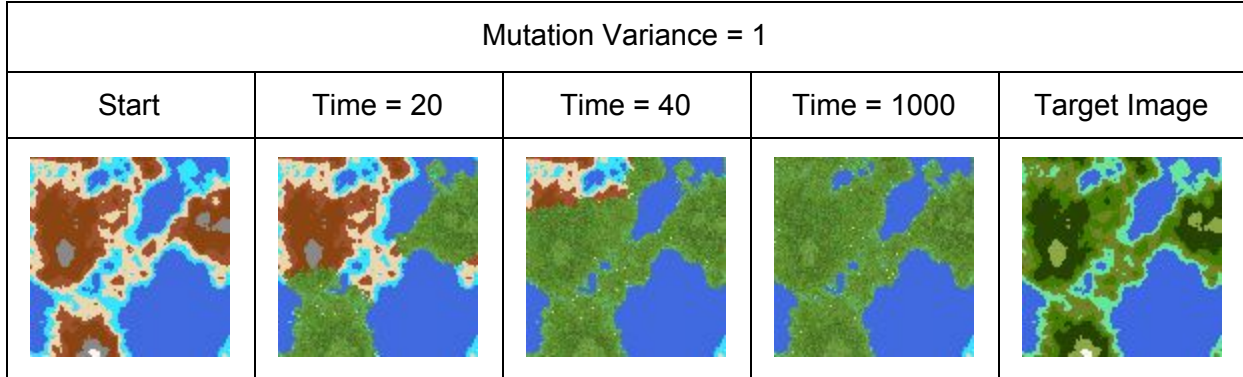 Mutation Variance = 1
Start
Time = 20
Time = 40
Time = 1000
Target Image